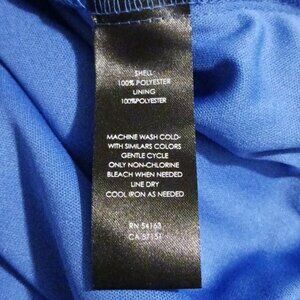 SHELL
100% POLYESTER
LINING
100%POLYESTER
MACHINE WASH COLD-
WITH SIMILARS COLORS
GENTLE CYCLE
ONLY NON-CHLORINE
BLEACH WHEN NEEDED
LINE DRY
COOL IRON AS NEEDED
RN 54163
CA 57151